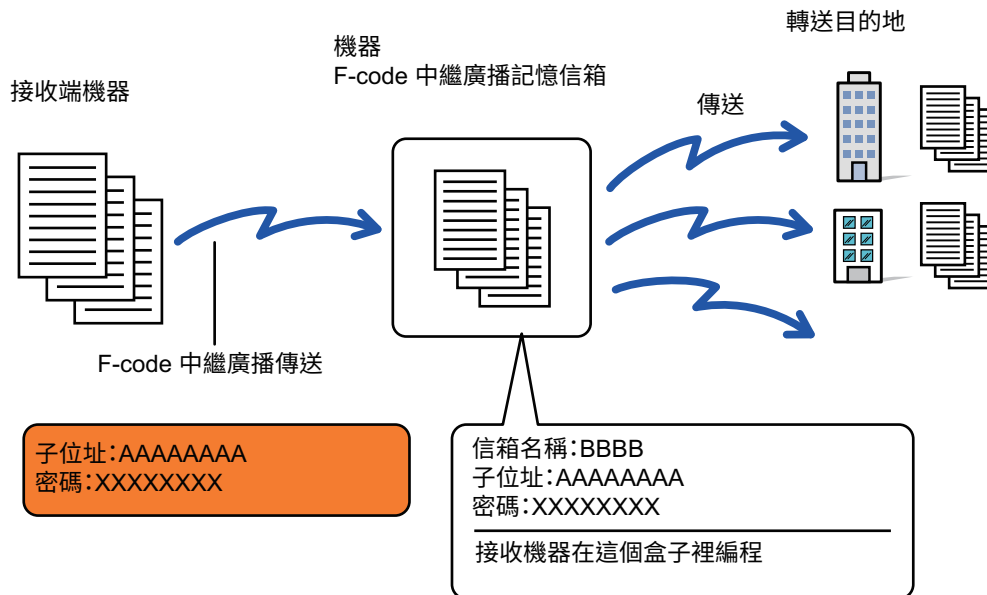 轉送目的地
機器
F-code 中繼廣播記憶信箱
接收端機器
傳送
F-code 中繼廣播傳送
子位址:AAAAAAAA
密碼:XXXXXXXX
信箱名稱:BBBB
子位址:AAAAAAAA
密碼:XXXXXXXX
接收機器在這個盒子裡編程